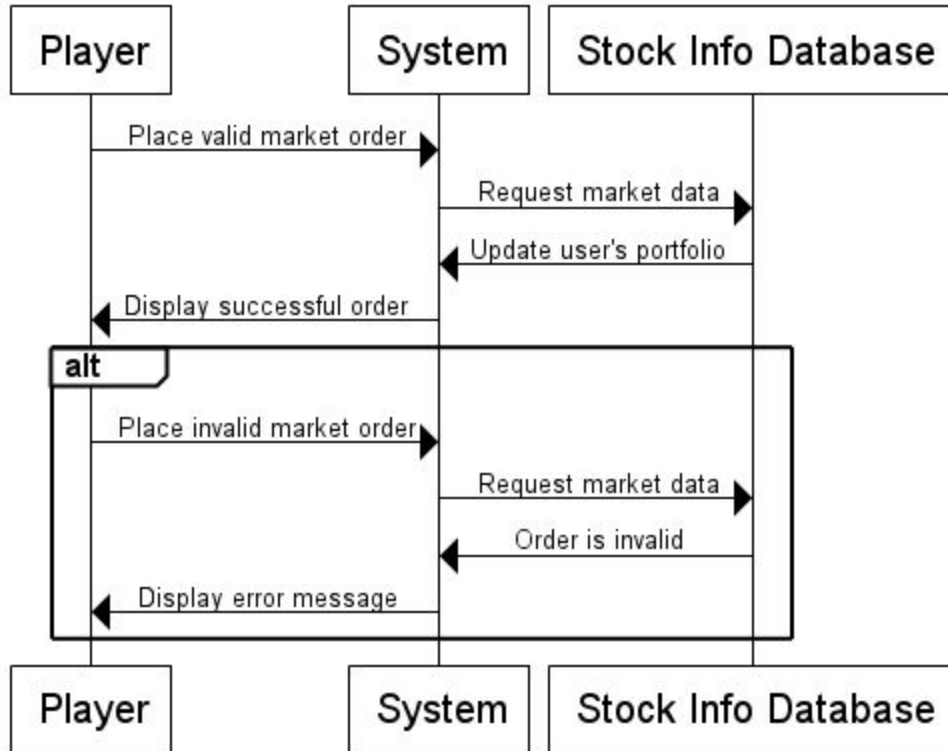 Player
System
Stock Info Database
Place valid market order
Request market data
Update user's portfolio
Display successful order
alt
Place invalid market order
Request market data
Order is invalid
Display error message
Player
System
Stock Info Database